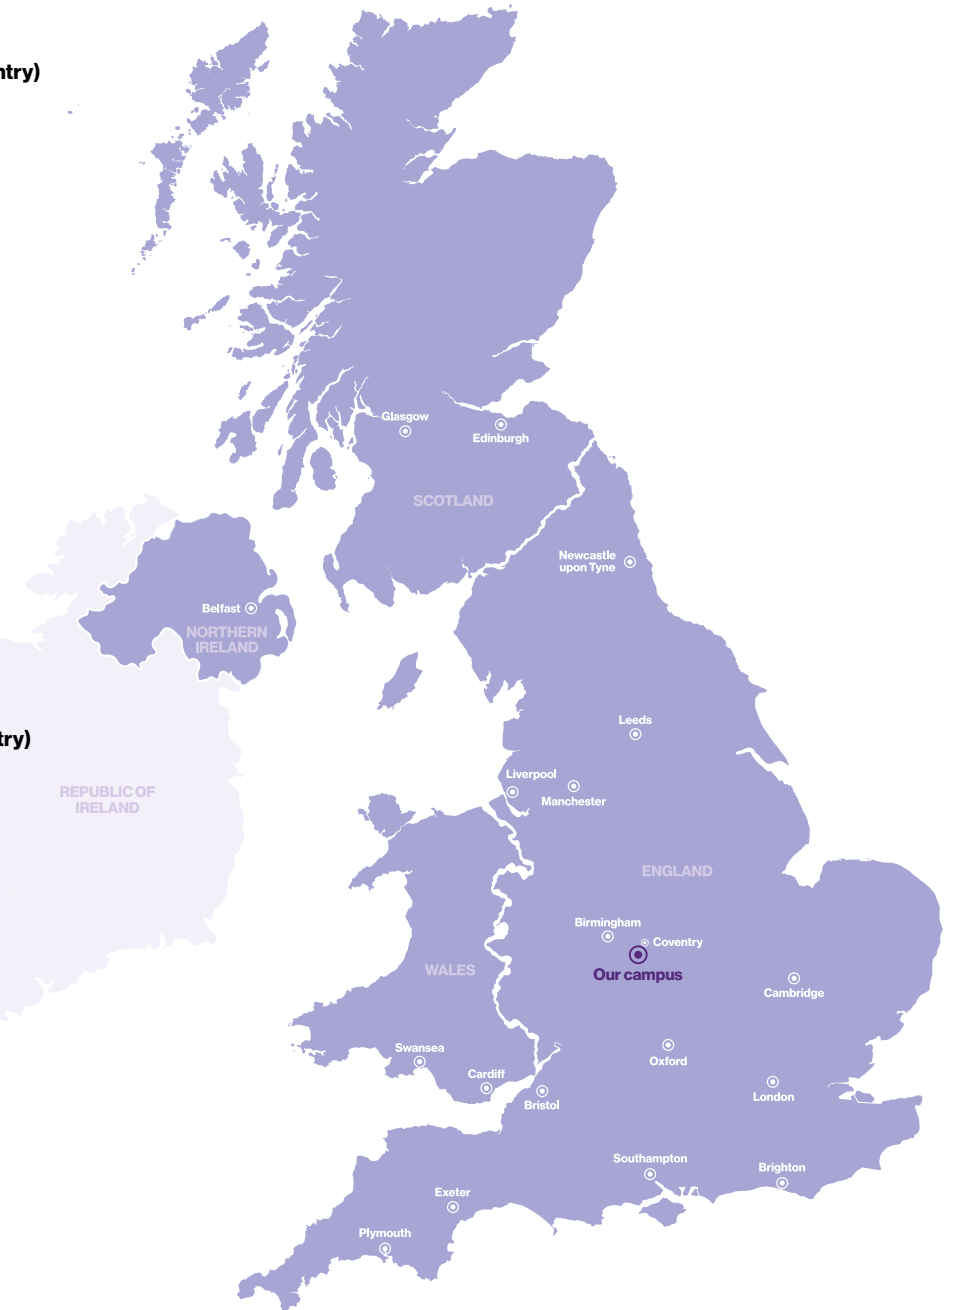 ntry)
Glasgow
Edinburgh
SCOTLAND
Newcastle
upon Tyne
Belfast
NORTHERN
IRELAND
Leeds
try)
Liverpool
Manchester
REPUBLIC OF
IRELAND
ENGLAND
Birmingham
Coventry
Our campus
WALES
Cambridge
Swansea
Oxford
Cardiff
London
Bristol
Southampton
Brighton
Exeter
Plymouth